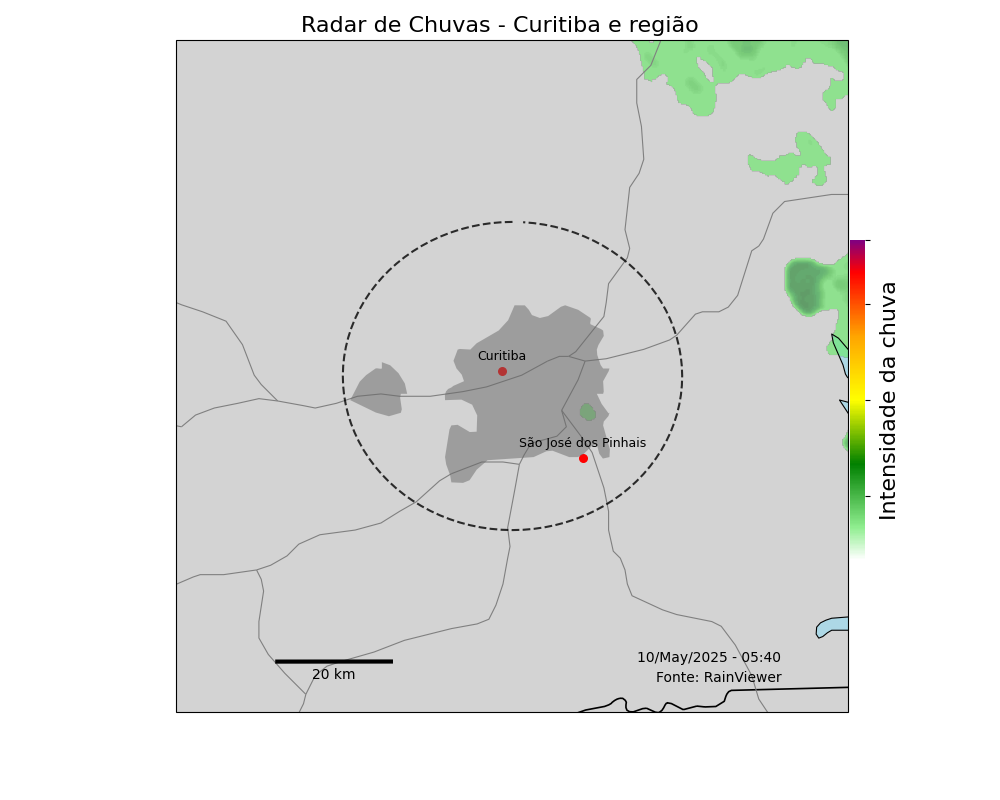 Radar de Chuvas - Curitiba e região
Curitiba
São José dos Pinhais
Intensidade da chuva
10/May/2025 - 05:40
Fonte: RainViewer
20 km